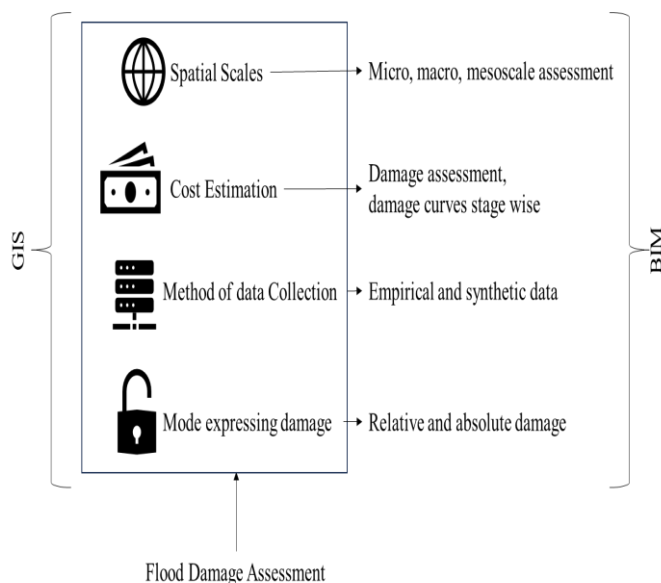 GIS
Spatial Scales
Micro, macro, mesoscale assessment
Cost Estimation
Damage assessment,
damage curves stage wise
Method of data Collection
Empirical and synthetic data
Mode expressing damage
Relative and absolute damage
BIM
Flood Damage Assessment